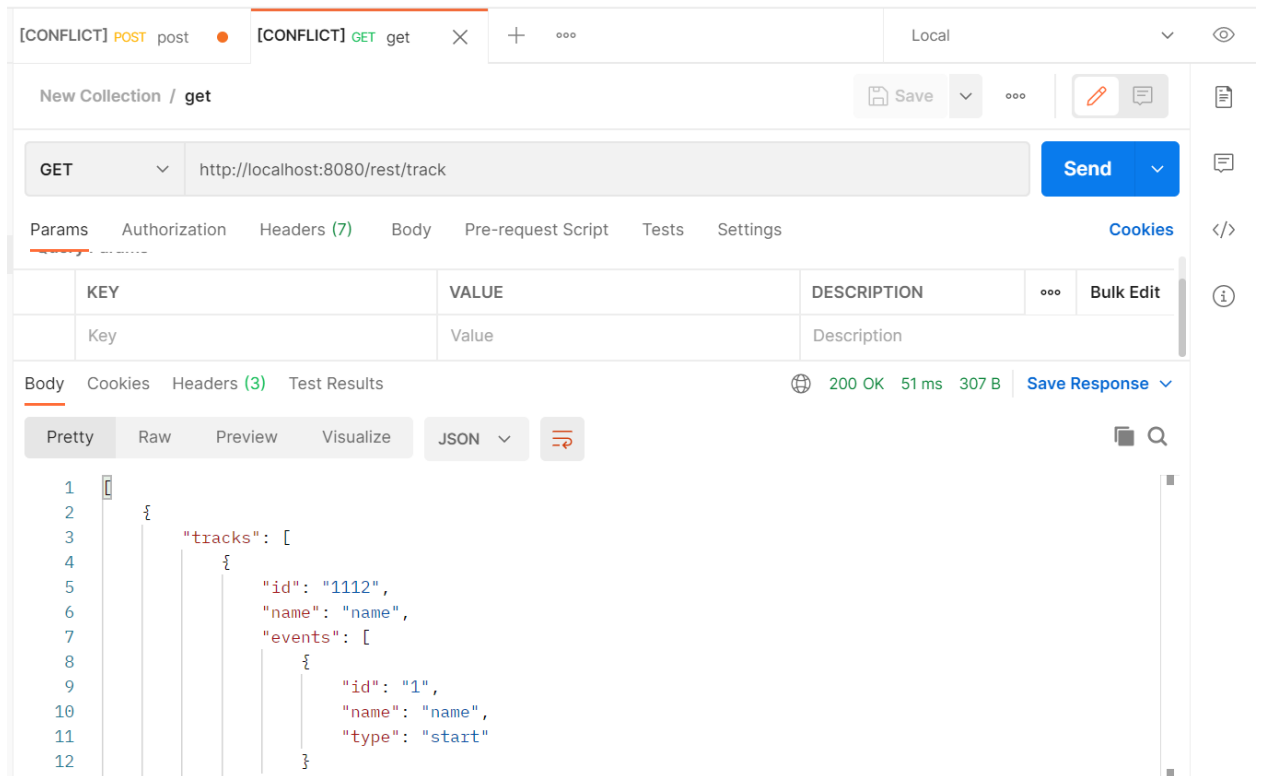 [CONFLICT] POST post [CONFLICT] GET get Local
New Collection / get Save
GET http://localhost:8080/rest/track Send
Params Authorization Headers (7) Body Pre-request Script Tests Settings Cookies
KEY VALUE DESCRIPTION Bulk Edit
Key Value Description
Body Cookies Headers (3) Test Results 200 OK 51 ms 307 B Save Response
Pretty Raw Preview Visualize JSON
1 [
2 {
3 "tracks": [
4 {
5 "id": "1112",
6 "name": "name",
7 "events": [
8 {
9 "id": "1",
10 "name": "name",
11 "type": "start"
12 }